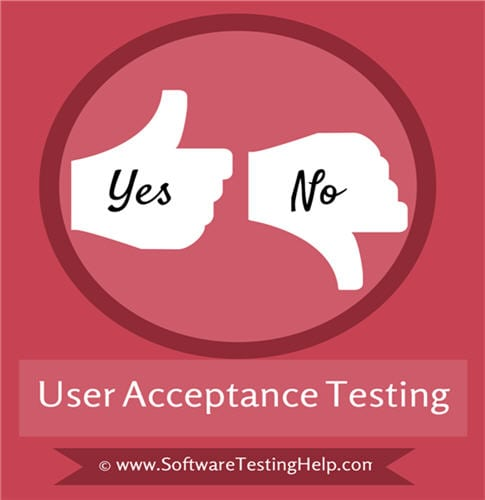 Yes No
User Acceptance Testing
© www.SoftwareTestingHelp.com